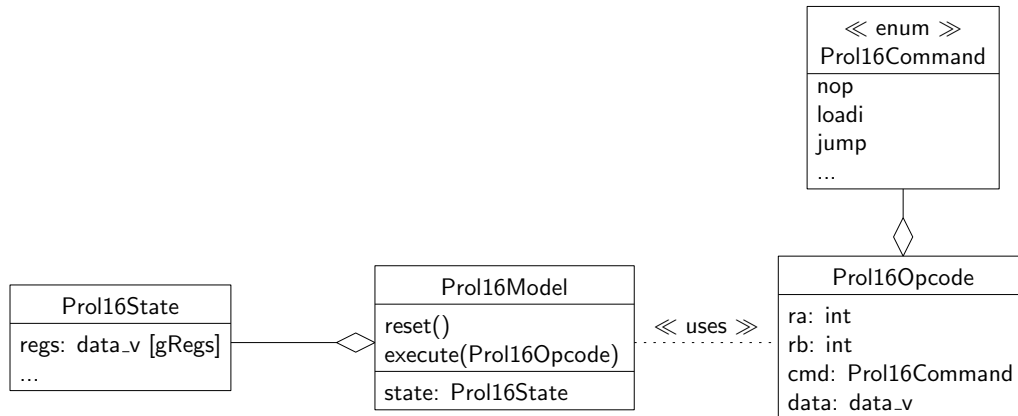 ≪ enum ≫
Prol16Command
nop
loadi
jump
...
Prol16State
regs: data_v [gRegs]
...
Prol16Model
reset()
execute(Prol16Opcode)
state: Prol16State
≪ uses ≫
Prol16Opcode
ra: int
rb: int
cmd: Prol16Command
data: data_v